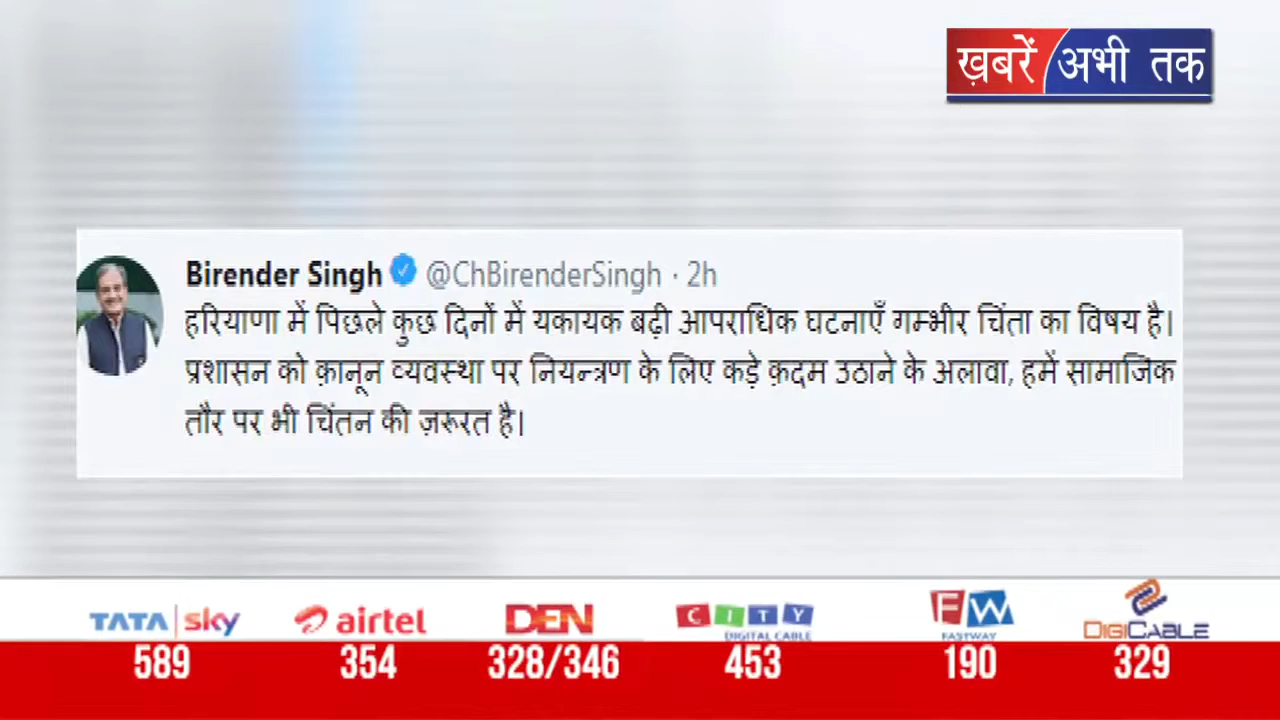 ख़बरें अभी तक
Birender Singh @ChBirenderSingh · 2h
हरियाणा में पिछले कुछ दिनों में यकायक बढ़ी आपराधिक घटनाएँ गम्भीर चिंता का विषय है।
प्रशासन को क़ानून व्यवस्था पर नियन्त्रण के लिए कड़े क़दम उठाने के अलावा, हमें सामाजिक
तौर पर भी चिंतन की ज़रूरत है।
TATA sky airtel DEN CITY FW DIGICABLE
DIGITAL CABLE FASTWAY
589 354 328/346 453 190 329